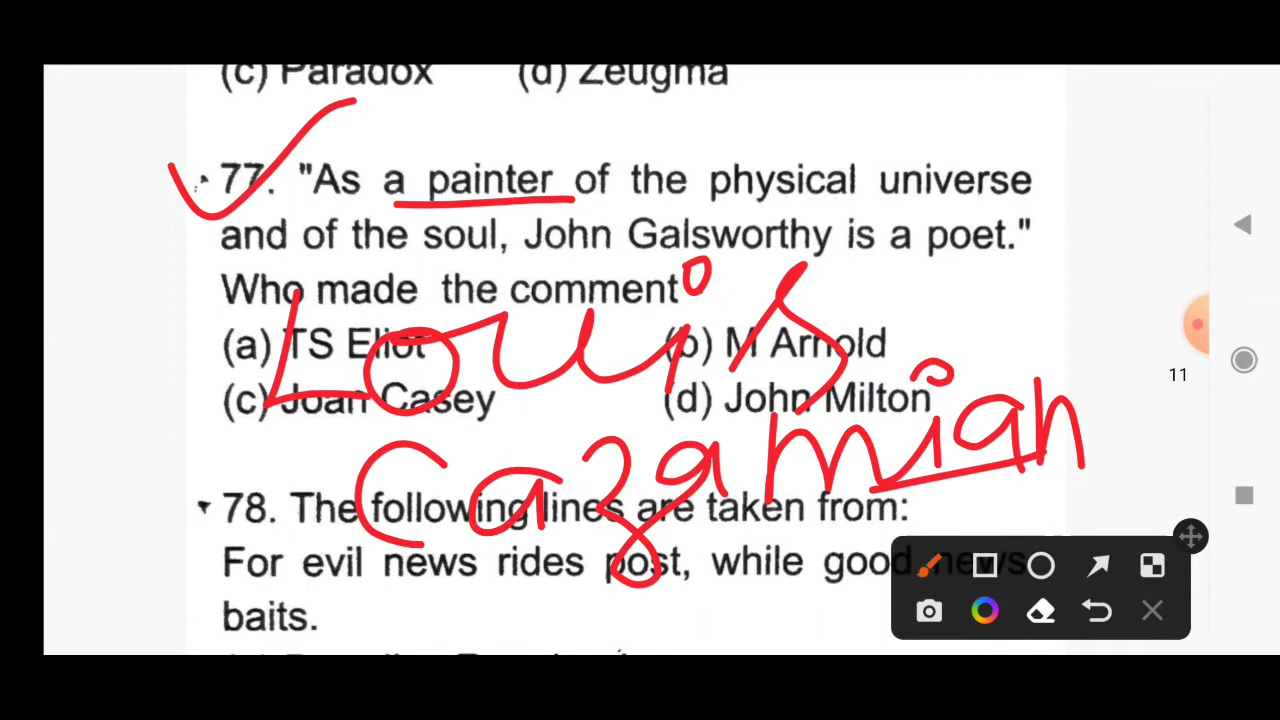 (c) Paradox (d) Zeugma
77. "As a painter of the physical universe
and of the soul, John Galsworthy is a poet."
Who made the comment
(a) TS Eliot (b) M Arnold
(c) Joan Casey (d) John Milton
Louis
Cazamian
11
78. The following lines are taken from:
For evil news rides post, while good news
baits.